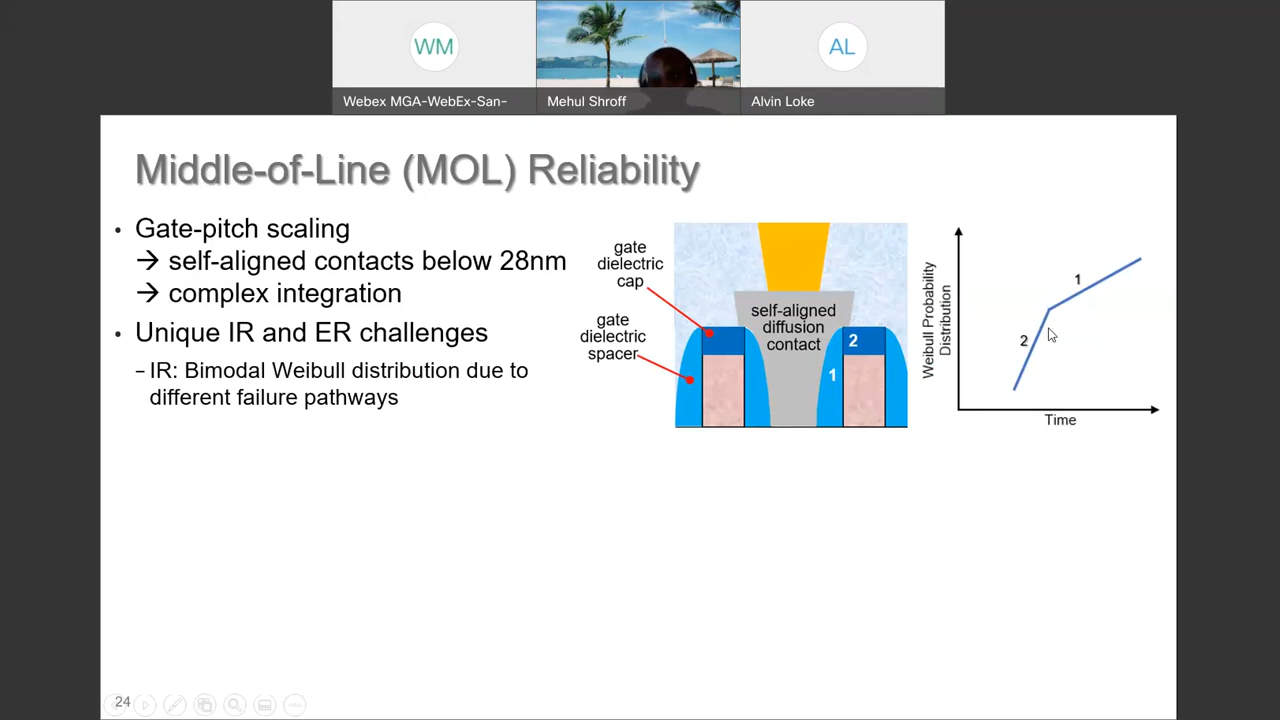 WM
AL
Webex MGA-WebEx-San-
Mehul Shroff
Alvin Loke
Middle-of-Line (MOL) Reliability
• Gate-pitch scaling
→ self-aligned contacts below 28nm
→ complex integration
• Unique IR and ER challenges
– IR: Bimodal Weibull distribution due to
different failure pathways
gate
dielectric
cap
gate
dielectric
spacer
self-aligned
diffusion
contact
2
1
Weibull Probability
Distribution
1
2
Time
24